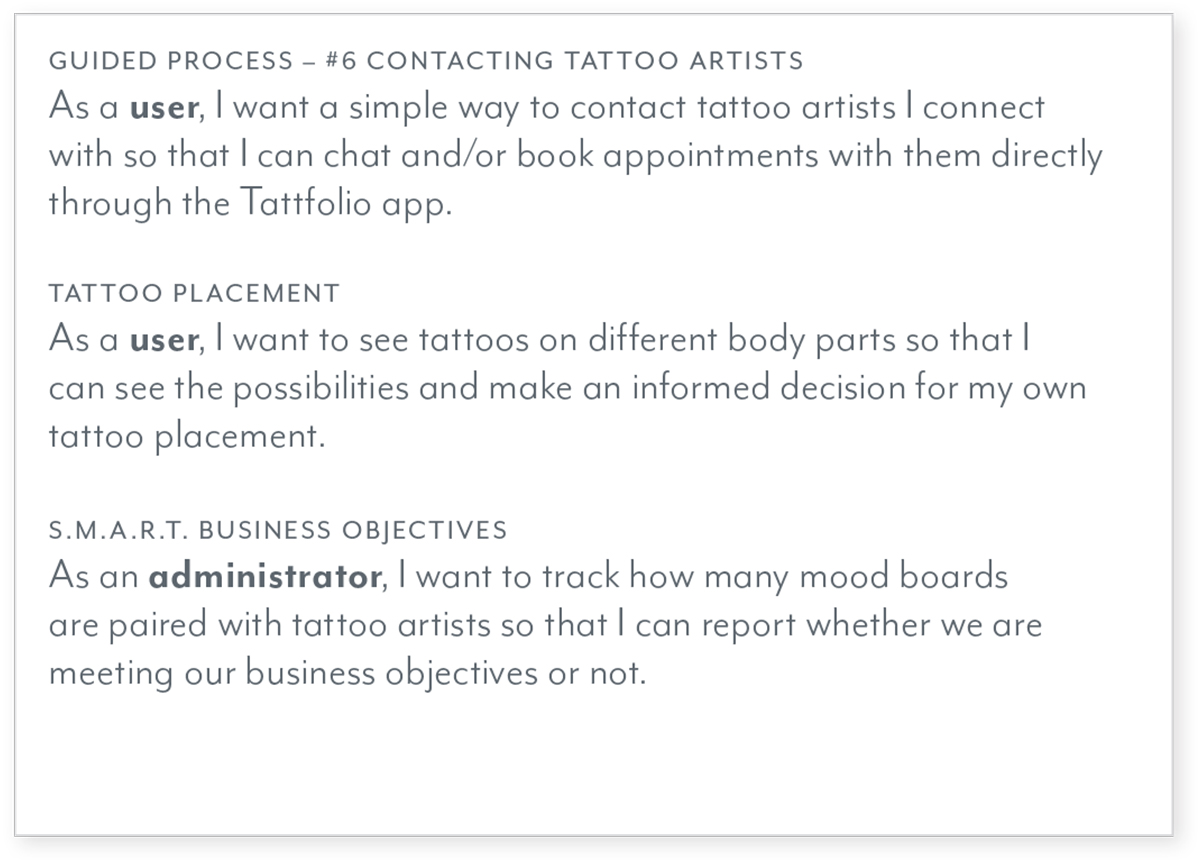 GUIDED PROCESS – #6 CONTACTING TATTOO ARTISTS
As a user, I want a simple way to contact tattoo artists I connect
with so that I can chat and/or book appointments with them directly
through the Tattfolio app.
TATTOO PLACEMENT
As a user, I want to see tattoos on different body parts so that I
can see the possibilities and make an informed decision for my own
tattoo placement.
S.M.A.R.T. BUSINESS OBJECTIVES
As an administrator, I want to track how many mood boards
are paired with tattoo artists so that I can report whether we are
meeting our business objectives or not.